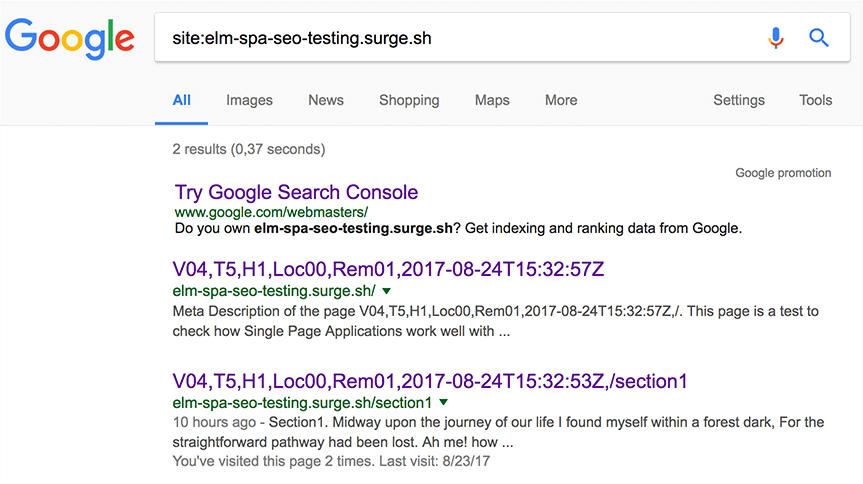 Google
site:elm-spa-seo-testing.surge.sh
All Images News Shopping Maps More Settings Tools
2 results (0,37 seconds)
Google promotion
Try Google Search Console
www.google.com/webmasters/
Do you own elm-spa-seo-testing.surge.sh? Get indexing and ranking data from Google.
V04,T5,H1,Loc00,Rem01,2017-08-24T15:32:57Z
elm-spa-seo-testing.surge.sh/
Meta Description of the page V04,T5,H1,Loc00,Rem01,2017-08-24T15:32:57Z,/. This page is a test to
check how Single Page Applications work well with ...
V04,T5,H1,Loc00,Rem01,2017-08-24T15:32:53Z,/section1
elm-spa-seo-testing.surge.sh/section1
10 hours ago - Section1. Midway upon the journey of our life I found myself within a forest dark, For the
straightforward pathway had been lost. Ah me! how ...
You've visited this page 2 times. Last visit: 8/23/17